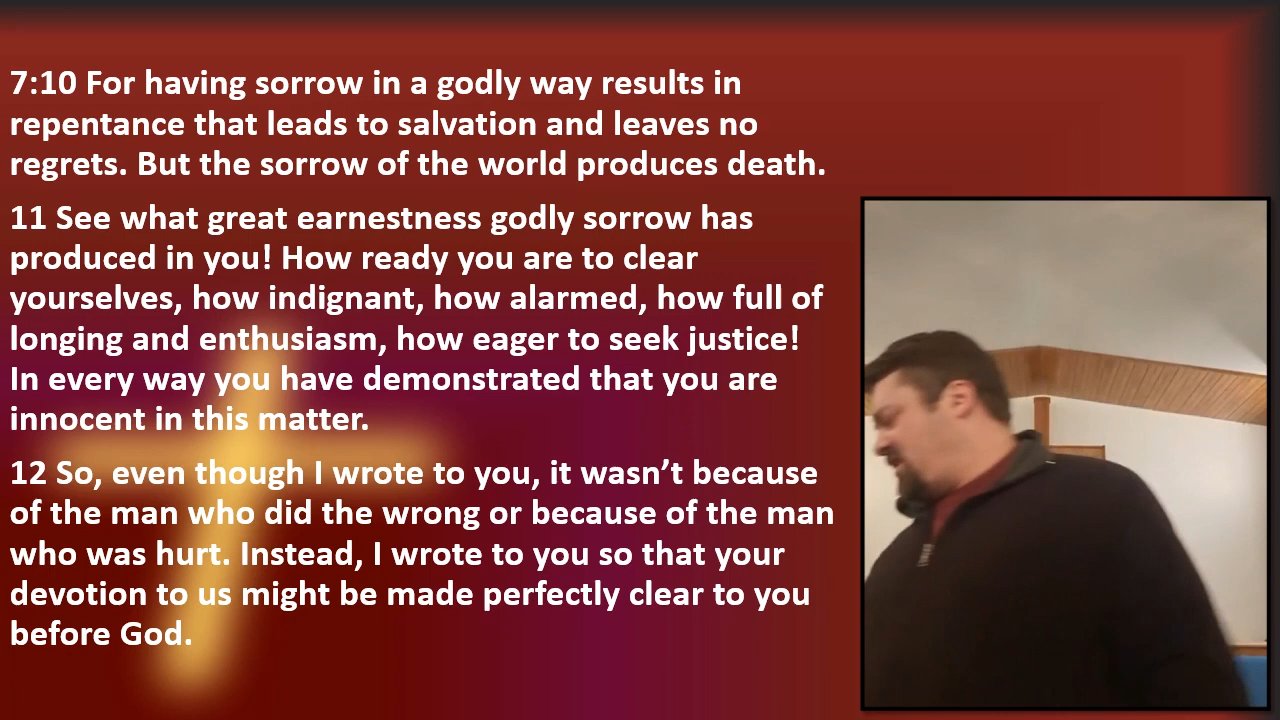 7:10 For having sorrow in a godly way results in
repentance that leads to salvation and leaves no
regrets. But the sorrow of the world produces death.
11 See what great earnestness godly sorrow has
produced in you! How ready you are to clear
yourselves, how indignant, how alarmed, how full of
longing and enthusiasm, how eager to seek justice!
In every way you have demonstrated that you are
innocent in this matter.
12 So, even though I wrote to you, it wasn’t because
of the man who did the wrong or because of the man
who was hurt. Instead, I wrote to you so that your
devotion to us might be made perfectly clear to you
before God.